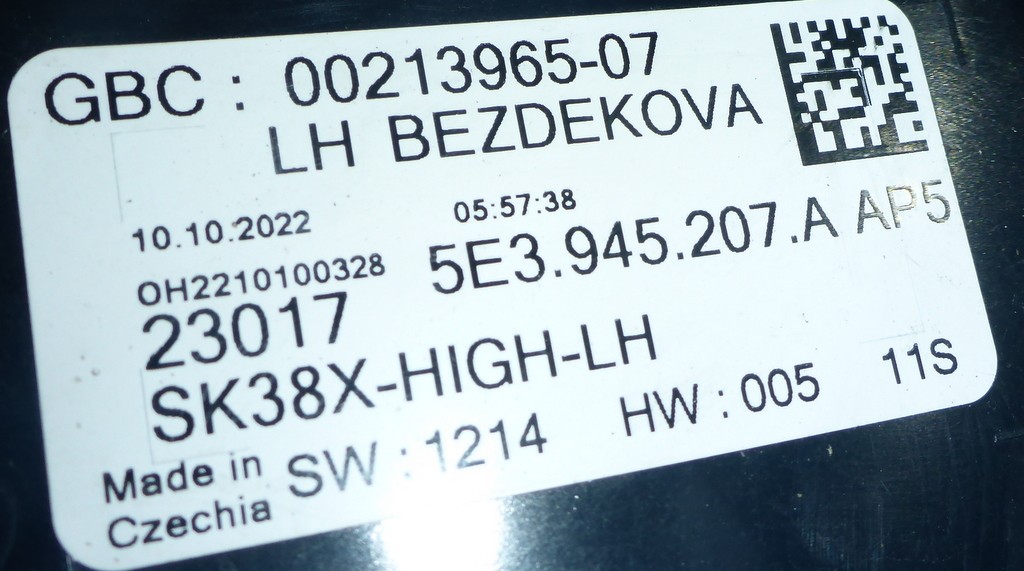 GBC : 00213965-07
LH BEZDEKOVA
10.10.2022 05:57:38
OH2210100328 5E3.945.207.A AP5
23017
SK38X-HIGH-LH
Made in Czechia SW : 1214 HW : 005 11S